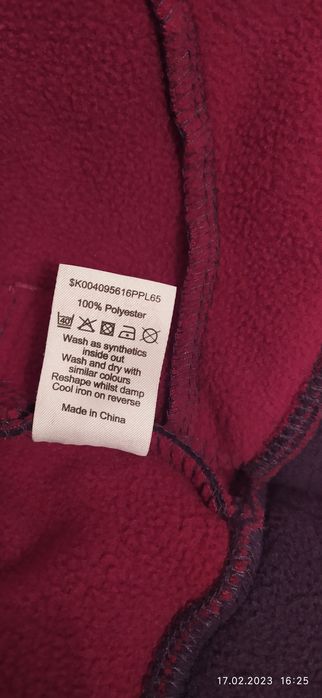 $K004095616PPL65
100% Polyester
40
Wash as synthetics
inside out
Wash and dry with
similar colours
Reshape whilst damp
Cool iron on reverse
Made in China
17.02.2023 16:25